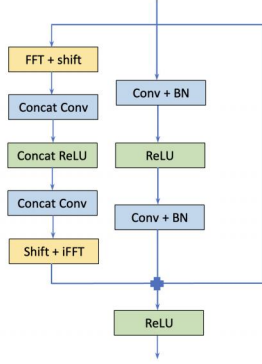 FFT + shift
Concat Conv
Concat ReLU
Concat Conv
Shift + iFFT
Conv + BN
ReLU
Conv + BN
ReLU